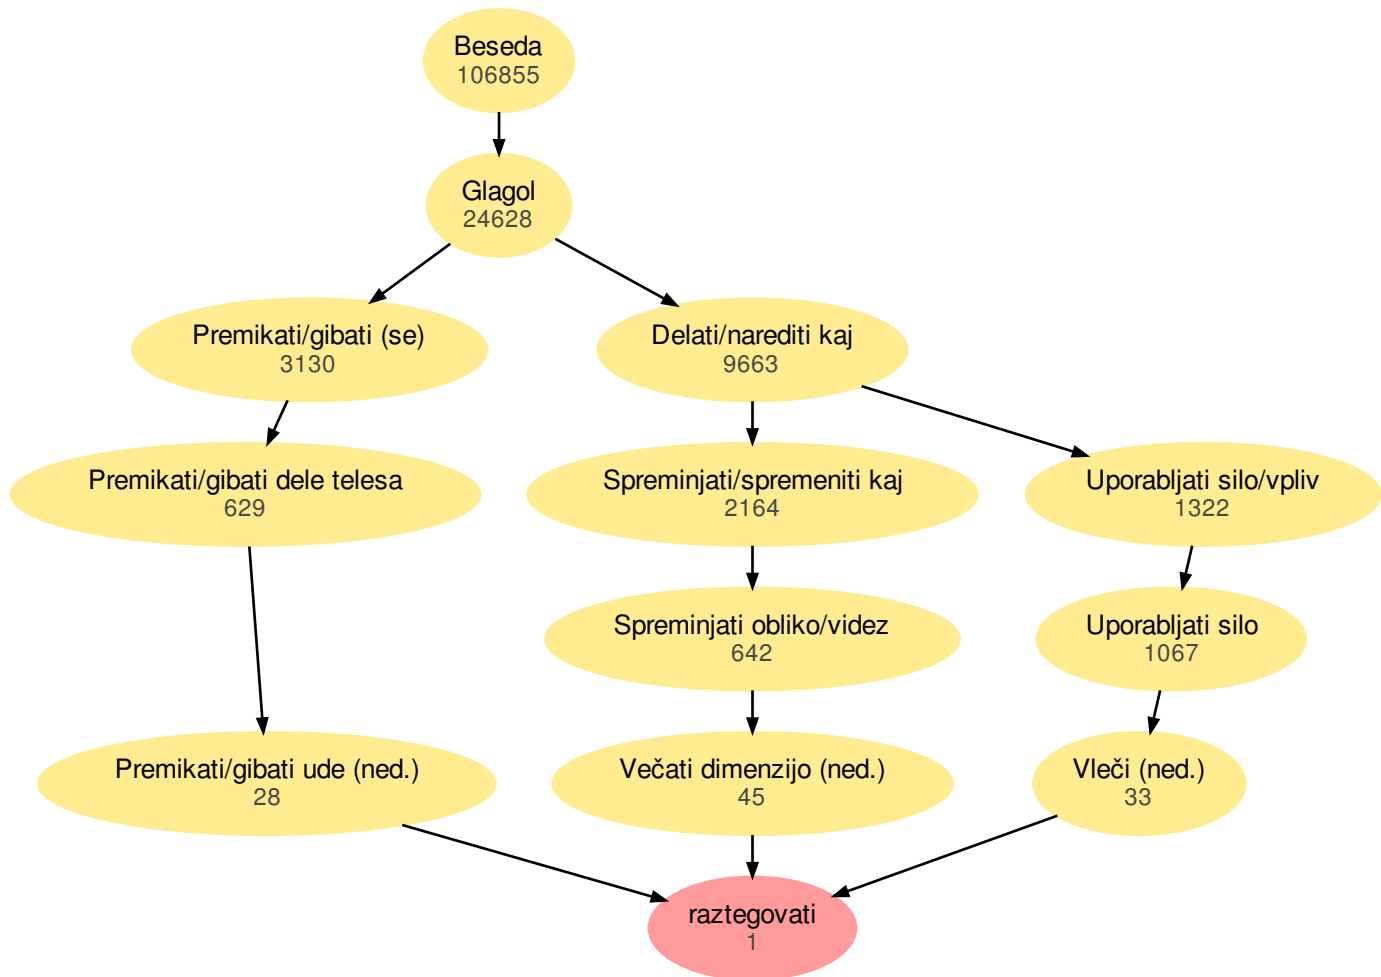 Beseda
106855
Glagol
24628
Premikati/gibati (se)
3130
Delati/narediti kaj
9663
Premikati/gibati dele telesa
629
Spreminjati/spremeniti kaj
2164
Uporabljati silo/vpliv
1322
Spreminjati obliko/videz
642
Uporabljati silo
1067
Premikati/gibati ude (ned.)
28
Večati dimenzijo (ned.)
45
Vleči (ned.)
33
raztegovati
1